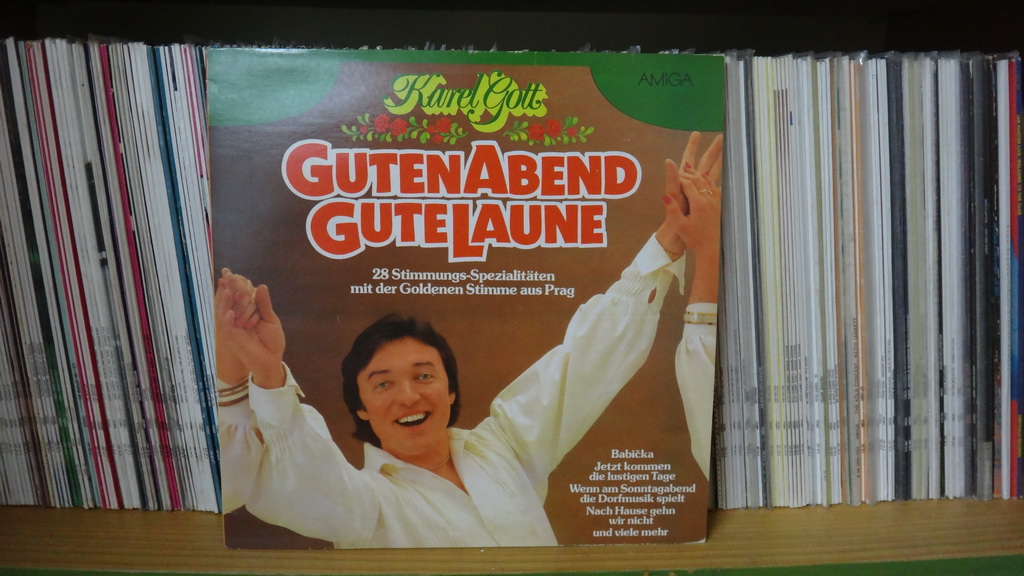 Karel Gott
AMIGA
GUTEN ABEND
GUTE LAUNE
28 Stimmungs-Spezialitäten
mit der Goldenen Stimme aus Prag
Babička
Jetzt kommen
die lustigen Tage
Wenn am Sonntagabend
die Dorfmusik spielt
Nach Hause gehn
wir nicht
und viele mehr